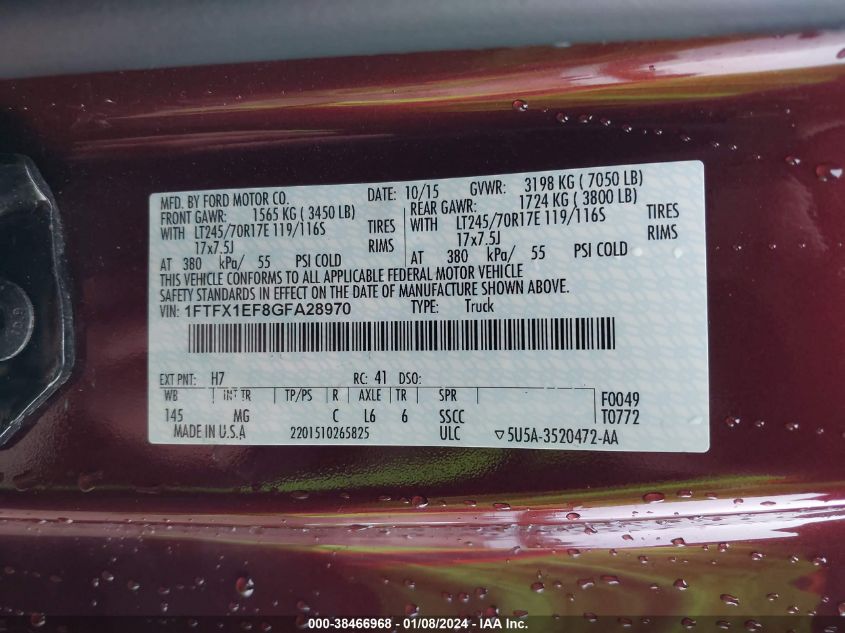 MFD. BY FORD MOTOR CO. DATE: 10/15 GVWR: 3198 KG ( 7050 LB)
FRONT GAWR: 1565 KG ( 3450 LB) REAR GAWR: 1724 KG ( 3800 LB)
WITH LT245/70R17E 119/116S TIRES WITH LT245/70R17E 119/116S TIRES
17x7.5J RIMS 17x7.5J RIMS
AT 380 kPa/ 55 PSI COLD AT 380 kPa/ 55 PSI COLD
THIS VEHICLE CONFORMS TO ALL APPLICABLE FEDERAL MOTOR VEHICLE
SAFETY STANDARDS IN EFFECT ON THE DATE OF MANUFACTURE SHOWN ABOVE.
VIN: 1FTFX1EF8GFA28970 TYPE: Truck
EXT PNT: H7 RC: 41 DSO:
WB INT TR TP/PS R AXLE TR SPR F0049
145 MG C L6 6 SSCC T0772
MADE IN U.S.A 2201510265825 ULC ▽5U5A-3520472-AA
000-38466968 - 01/08/2024 - IAA Inc.